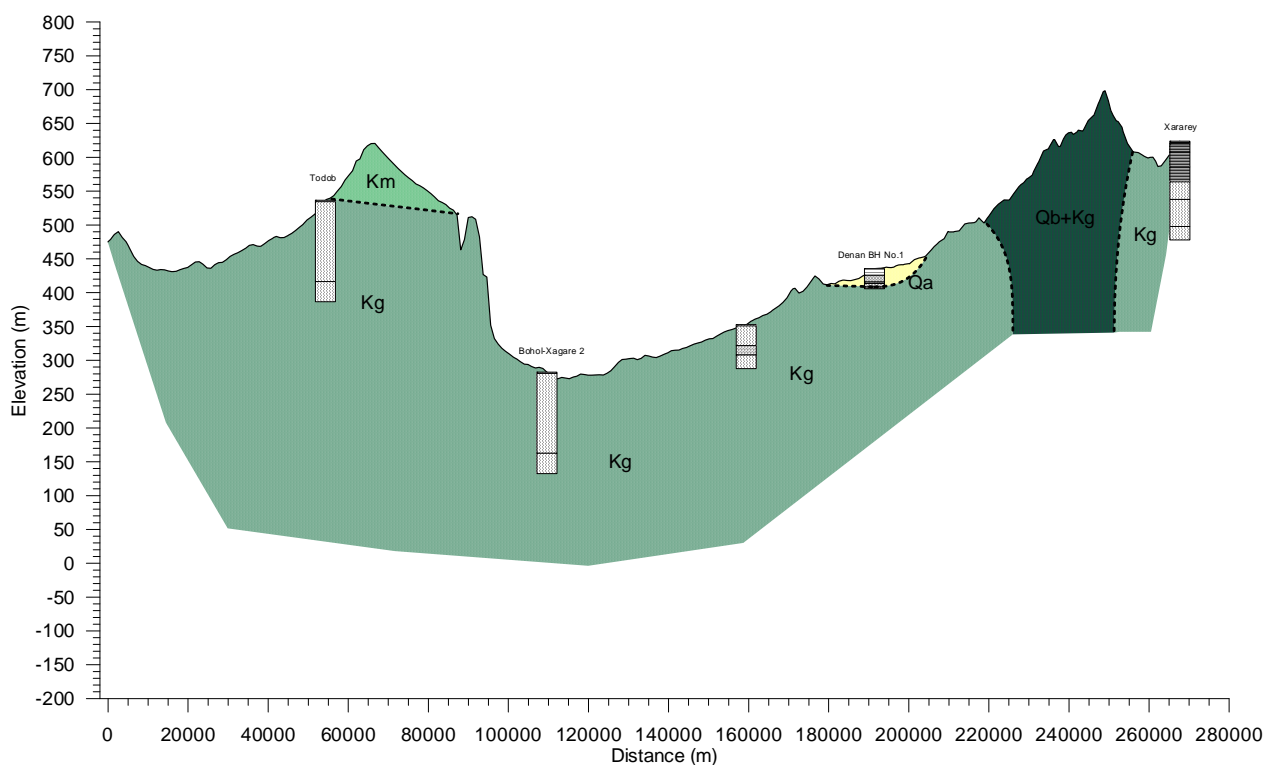 800
750
700
650
600
550
500
450
400
350
300
250
200
150
100
50
0
-50
-100
-150
-200
Elevation (m)
Todob
Km
Kg
Bohol-Xagare 2
Kg
Kg
Denan BH No.1
Qa
Qb+Kg
Kg
Xararey
0 20000 40000 60000 80000 100000 120000 140000 160000 180000 200000 220000 240000 260000 280000
Distance (m)